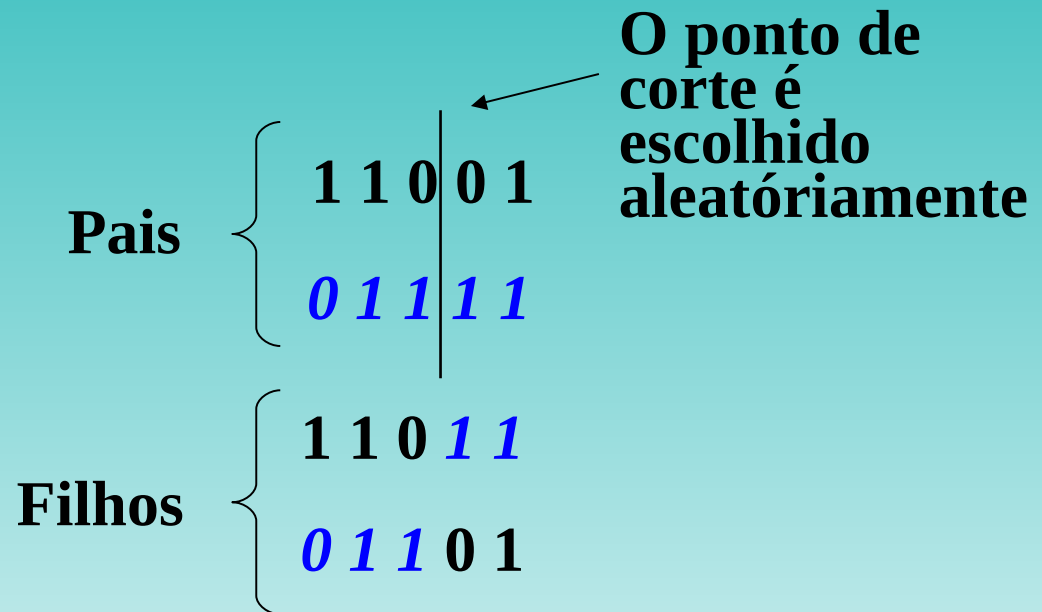 O ponto de
corte é
escolhido
aleatóriamente
1 1 0 0 1
Pais
0 1 1 1 1
1 1 0 1 1
Filhos
0 1 1 0 1